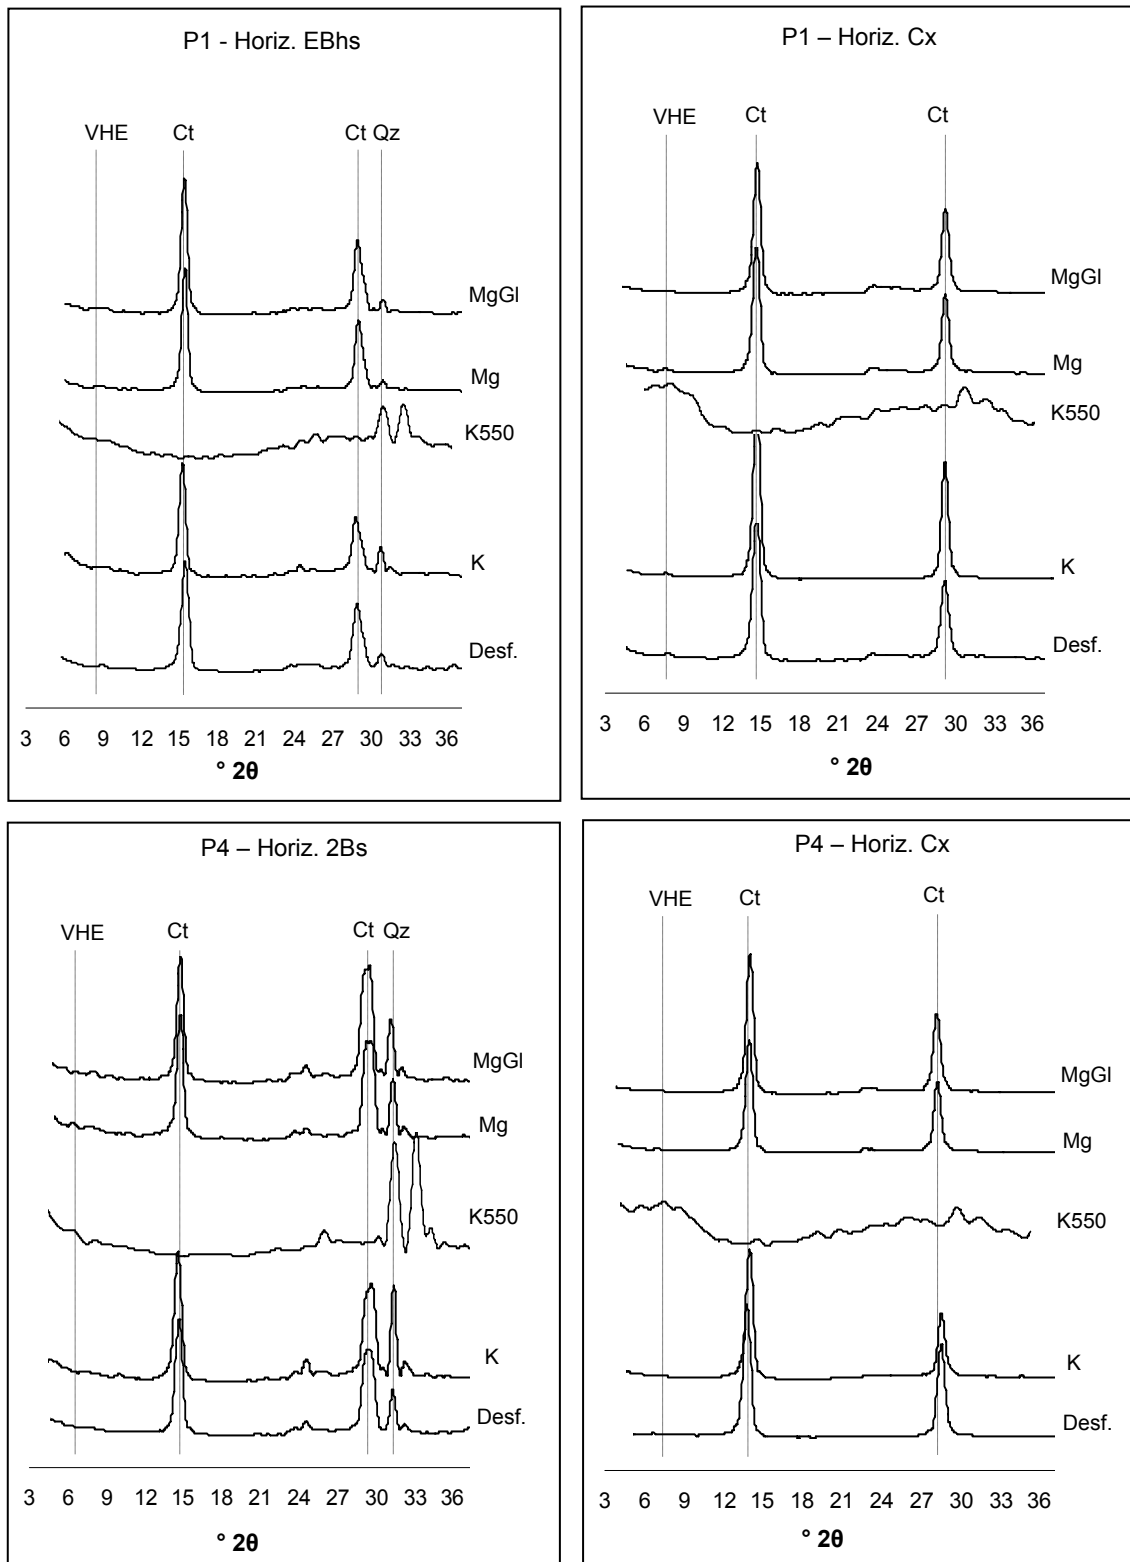 P1 - Horiz. EBhs
VHE Ct Ct Qz
MgGl
Mg
K550
K
Desf.
3 6 9 12 15 18 21 24 27 30 33 36
° 2θ
P1 – Horiz. Cx
VHE Ct Ct
MgGl
Mg
K550
K
Desf.
3 6 9 12 15 18 21 24 27 30 33 36
° 2θ
P4 – Horiz. 2Bs
VHE Ct Ct Qz
MgGl
Mg
K550
K
Desf.
3 6 9 12 15 18 21 24 27 30 33 36
° 2θ
P4 – Horiz. Cx
VHE Ct Ct
MgGl
Mg
K550
K
Desf.
3 6 9 12 15 18 21 24 27 30 33 36
° 2θ